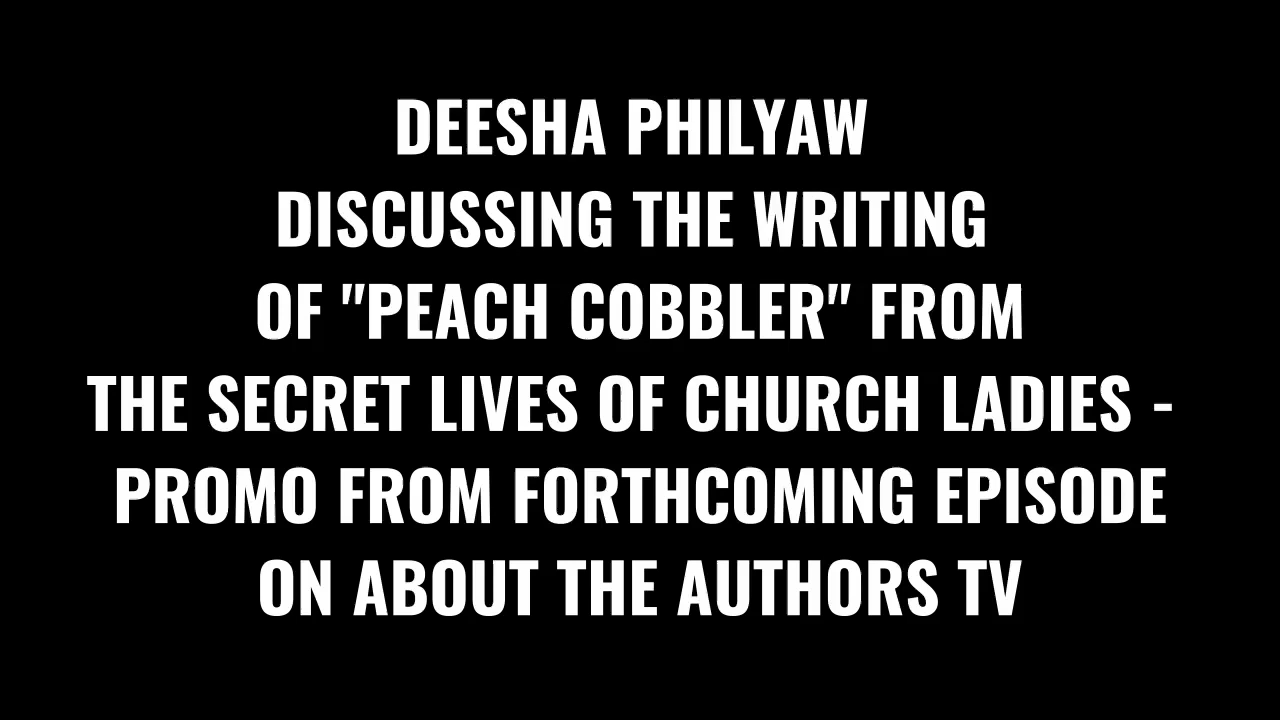 DEESHA PHILYAW
DISCUSSING THE WRITING
OF "PEACH COBBLER" FROM
THE SECRET LIVES OF CHURCH LADIES -
PROMO FROM FORTHCOMING EPISODE
ON ABOUT THE AUTHORS TV